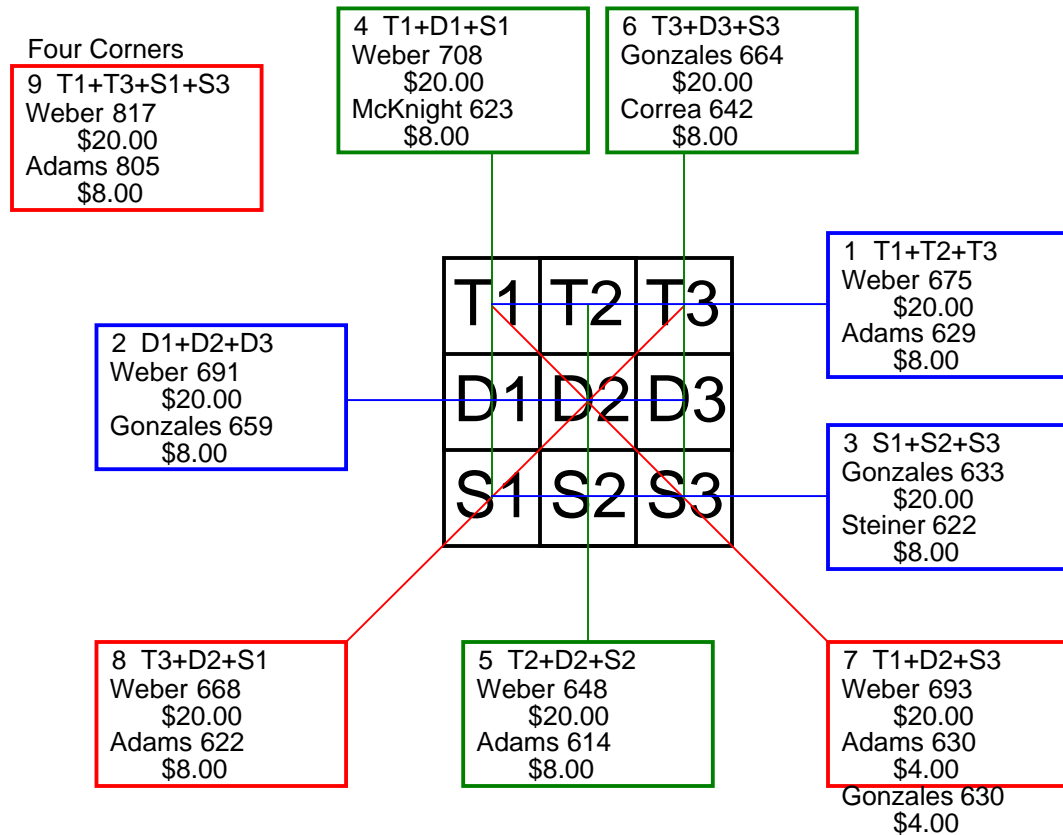 4  T1+D1+S1
Weber 708
$20.00
McKnight 623
$8.00
6  T3+D3+S3
Gonzales 664
$20.00
Correa 642
$8.00
Four Corners
9  T1+T3+S1+S3
Weber 817
$20.00
Adams 805
$8.00
1  T1+T2+T3
Weber 675
$20.00
Adams 629
$8.00
T1 T2 T3
2  D1+D2+D3
Weber 691
$20.00
Gonzales 659
$8.00
D1 D2 D3
3  S1+S2+S3
Gonzales 633
$20.00
Steiner 622
$8.00
S1 S2 S3
8  T3+D2+S1
Weber 668
$20.00
Adams 622
$8.00
5  T2+D2+S2
Weber 648
$20.00
Adams 614
$8.00
7  T1+D2+S3
Weber 693
$20.00
Adams 630
$4.00
Gonzales 630
$4.00